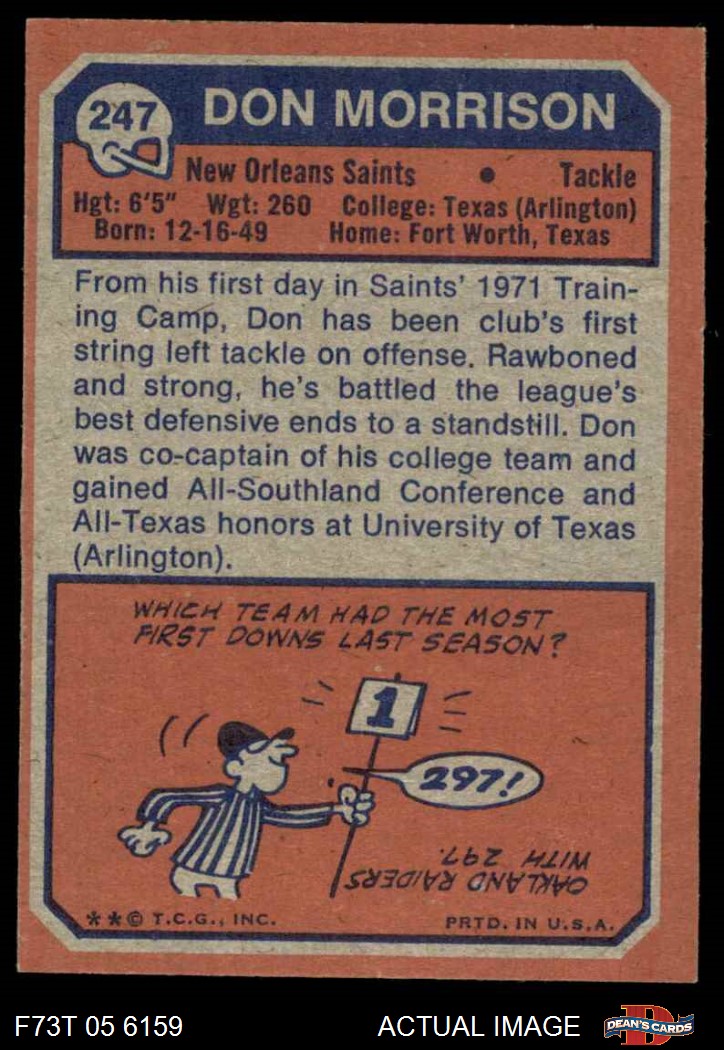 247
DON MORRISON
New Orleans Saints • Tackle
Hgt: 6'5" Wgt: 260 College: Texas (Arlington)
Born: 12-16-49 Home: Fort Worth, Texas
From his first day in Saints' 1971 Train-
ing Camp, Don has been club's first
string left tackle on offense. Rawboned
and strong, he's battled the league's
best defensive ends to a standstill. Don
was co-captain of his college team and
gained All-Southland Conference and
All-Texas honors at University of Texas
(Arlington).
WHICH TEAM HAD THE MOST
FIRST DOWNS LAST SEASON?
1
297!
OAKLAND RAIDERS
WITH 297.
**© T.C.G., INC. PRTD. IN U.S.A.
F73T 05 6159 ACTUAL IMAGE
D
DEAN'S CARDS